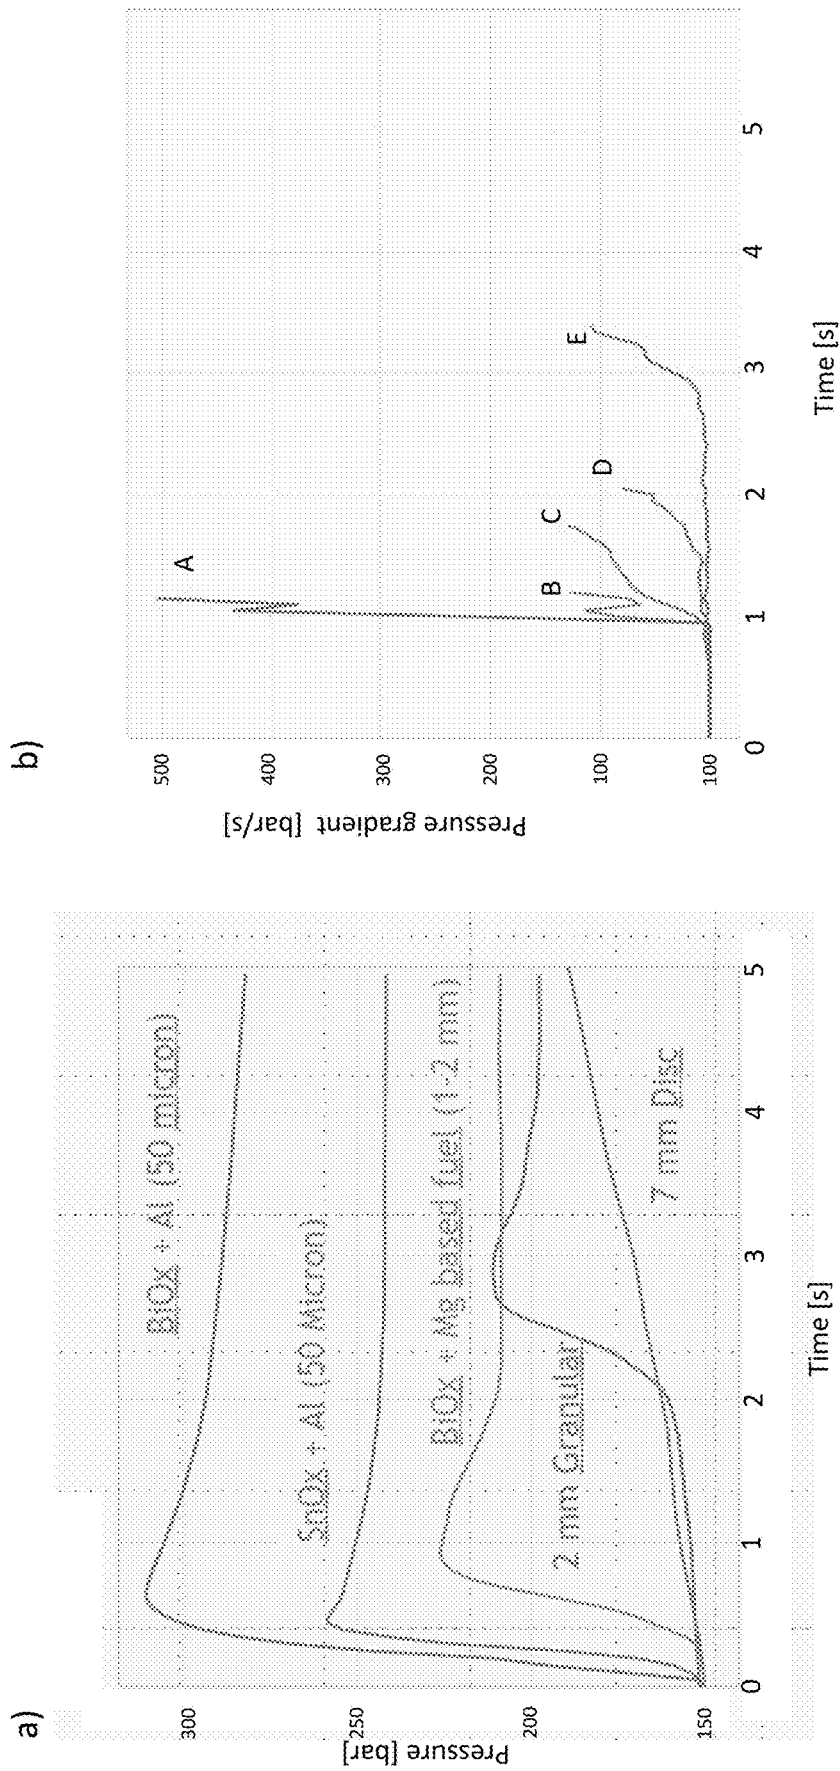 a)
Pressure [bar]
300
250
200
150
BiOx + Al (50 micron)
SnOx + Al (50 Micron)
BiOx + Mg based fuel (1-2 mm)
2 mm Granular
7 mm Disc
0
1
2
3
4
5
Time [s]
b)
Pressure gradient [bar/s]
500
400
300
200
100
100
A
B
C
D
E
0
1
2
3
4
5
Time [s]